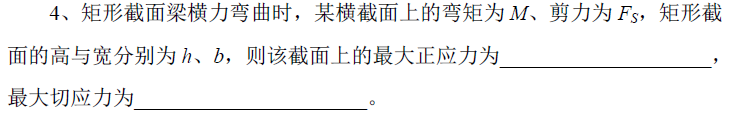 4、矩形截面梁横力弯曲时，某横截面上的弯矩为 M、剪力为 FS，矩形截
面的高与宽分别为 h、b，则该截面上的最大正应力为____________________，
最大切应力为______________________。